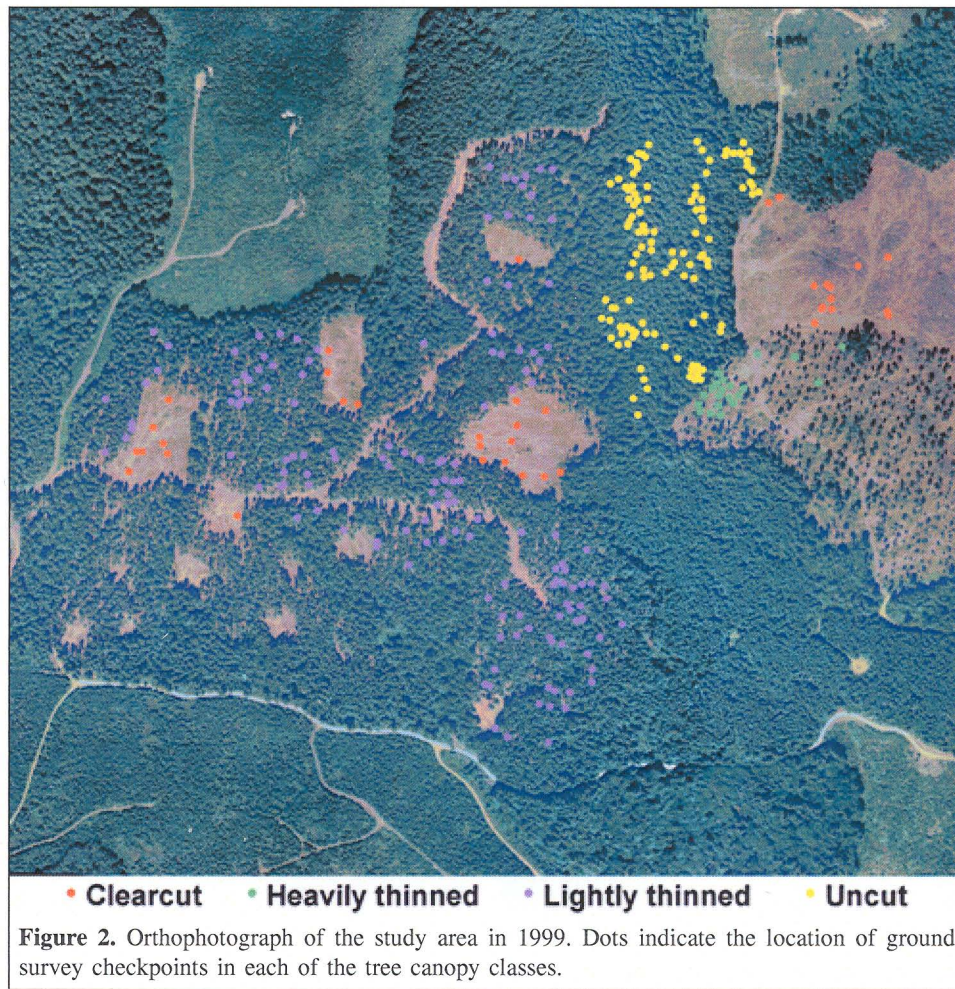 • Clearcut • Heavily thinned • Lightly thinned • Uncut
Figure 2. Orthophotograph of the study area in 1999. Dots indicate the location of ground
survey checkpoints in each of the tree canopy classes.